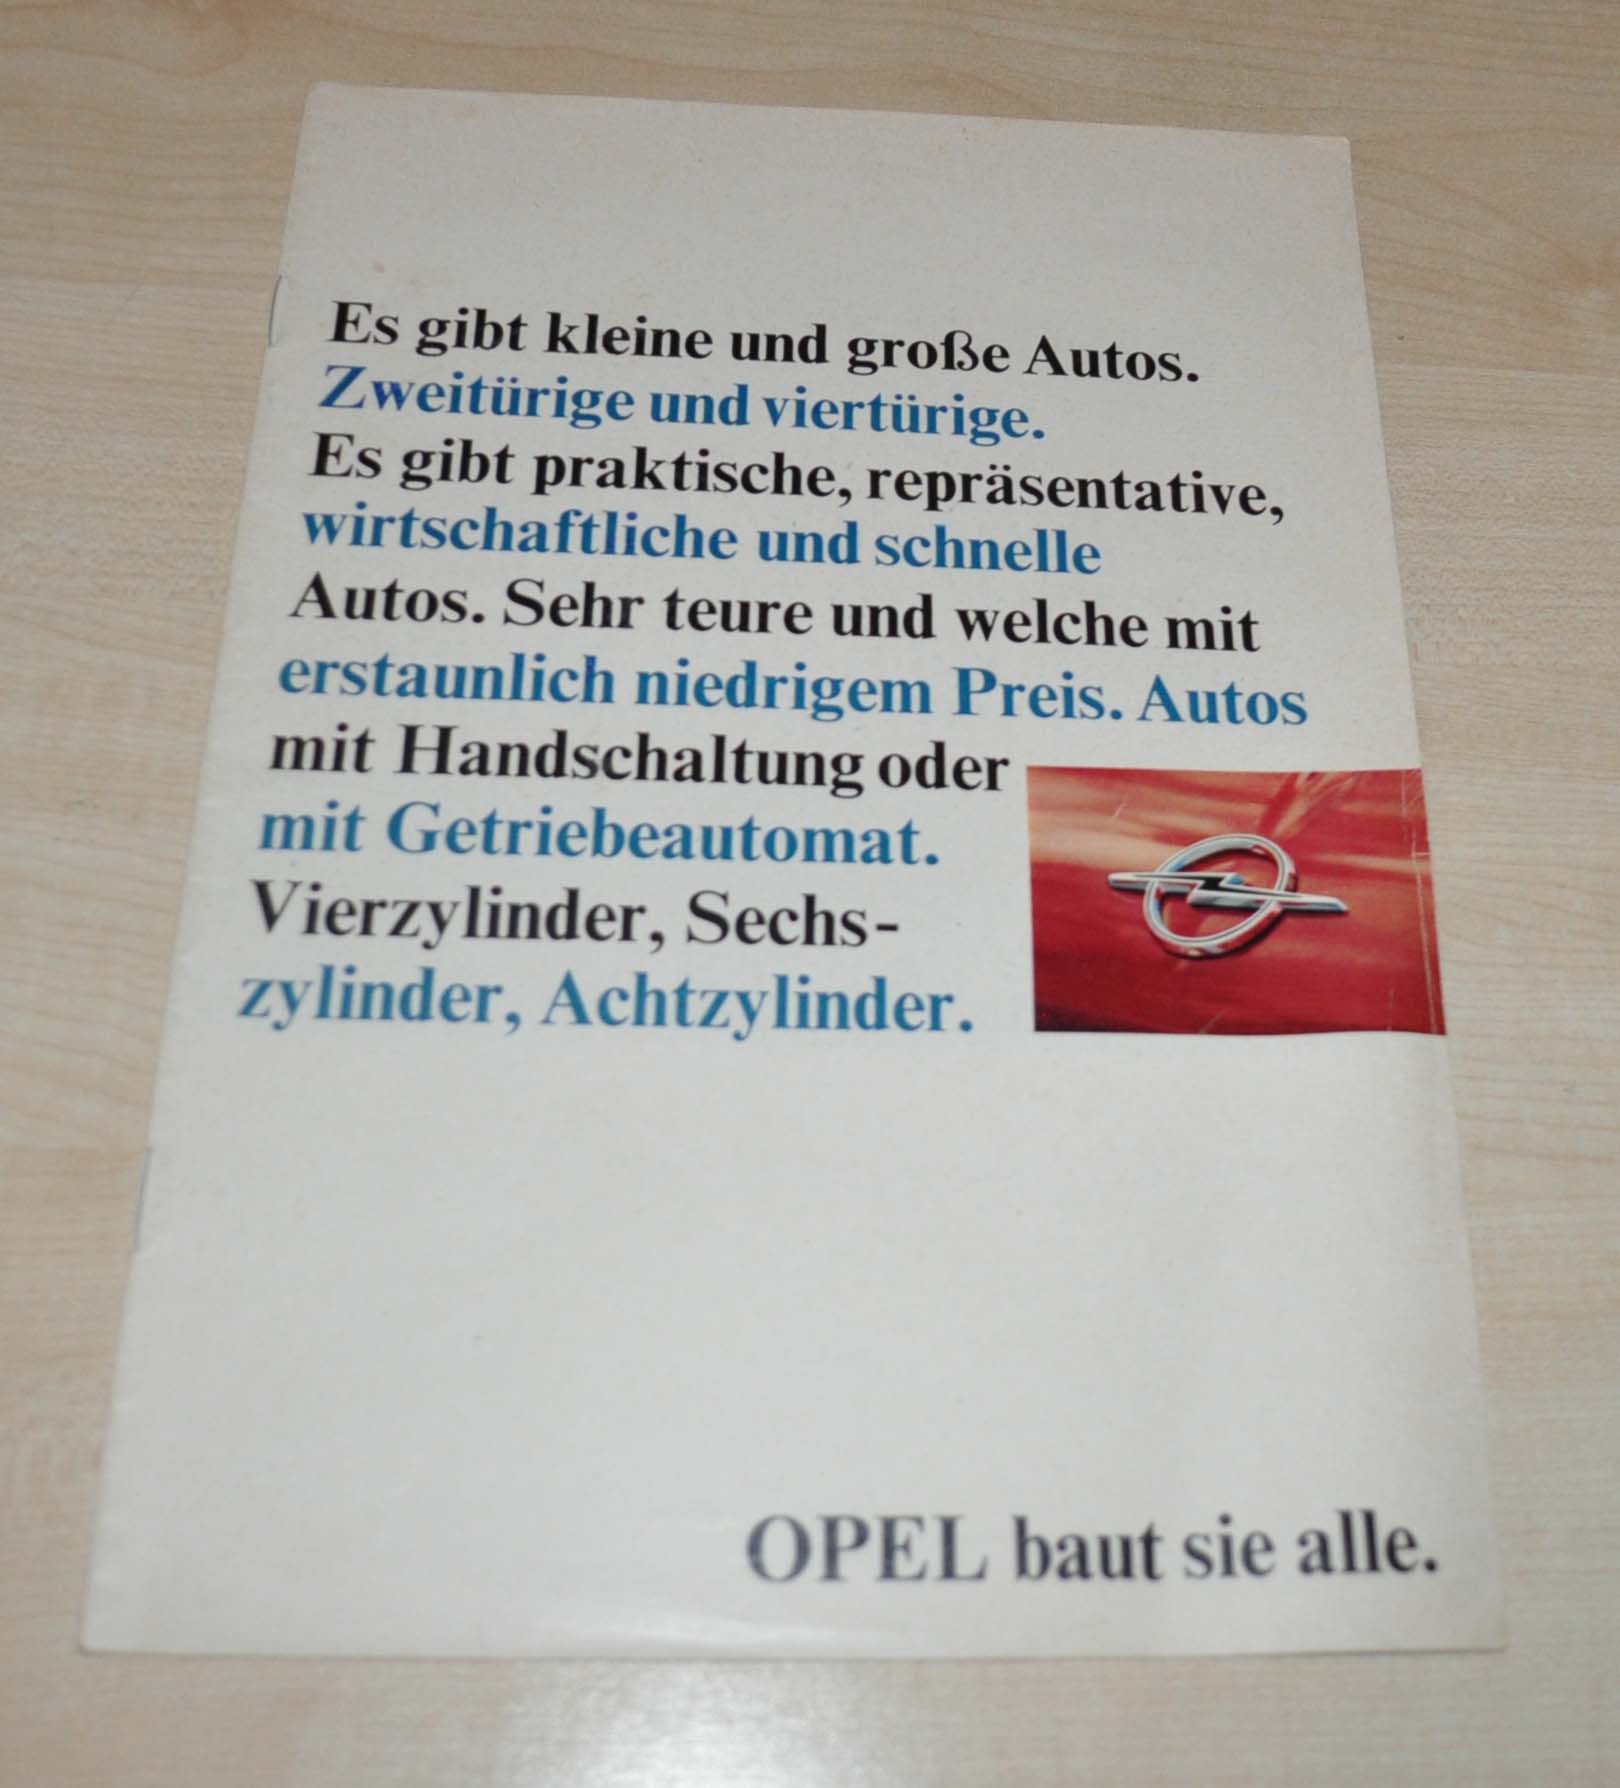 Es gibt kleine und große Autos.
Zweitürige und viertürige.
Es gibt praktische, repräsentative,
wirtschaftliche und schnelle
Autos. Sehr teure und welche mit
erstaunlich niedrigem Preis. Autos
mit Handschaltung oder
mit Getriebeautomat.
Vierzylinder, Sechs-
zylinder, Achtzylinder.
OPEL baut sie alle.